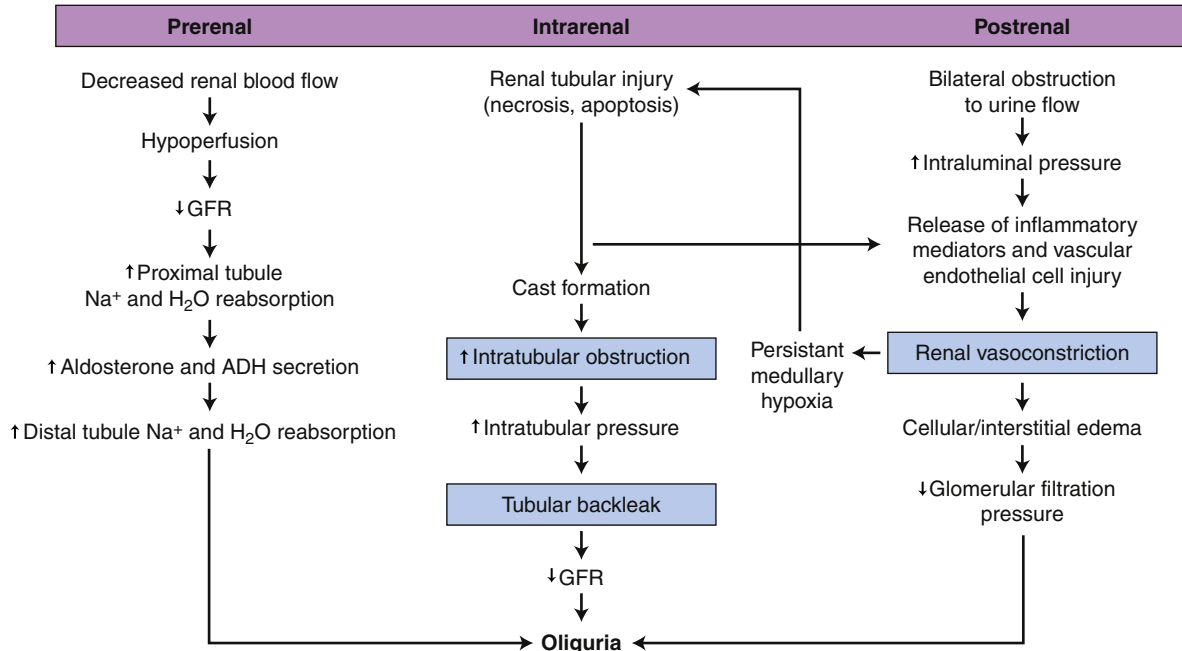 Prerenal
Intrarenal
Postrenal
Decreased renal blood flow
Hypoperfusion
↓GFR
↑Proximal tubule
Na⁺ and H₂O reabsorption
↑Aldosterone and ADH secretion
↑Distal tubule Na⁺ and H₂O reabsorption
Renal tubular injury
(necrosis, apoptosis)
Cast formation
↑Intratubular obstruction
↑Intratubular pressure
Tubular backleak
↓GFR
Oliguria
Persistant
medullary
hypoxia
Bilateral obstruction
to urine flow
↑Intraluminal pressure
Release of inflammatory
mediators and vascular
endothelial cell injury
Renal vasoconstriction
Cellular/interstitial edema
↓Glomerular filtration
pressure